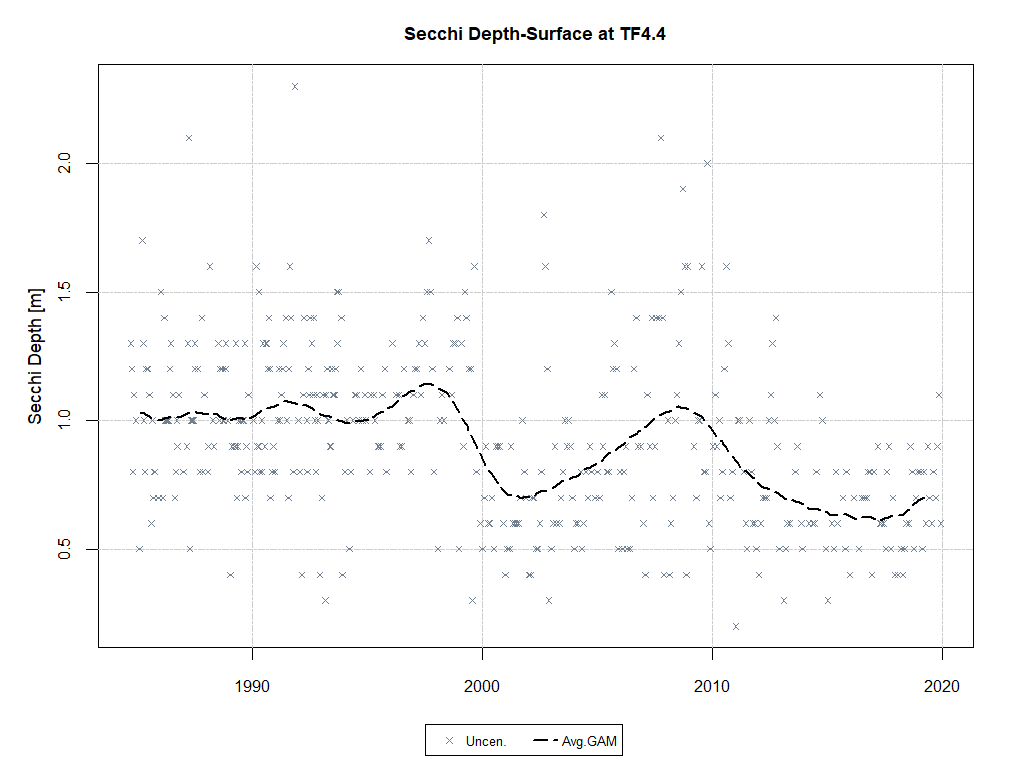 Secchi Depth-Surface at TF4.4
Secchi Depth [m]
2.0
1.5
1.0
0.5
1990 2000 2010 2020
Uncen. Avg.GAM